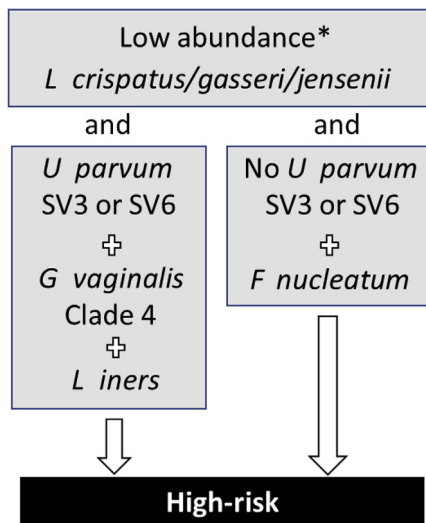 Low abundance*
L crispatus/gasseri/jensenii
and
U parvum
SV3 or SV6
+
G vaginalis
Clade 4
+
L iners
and
No U parvum
SV3 or SV6
+
F nucleatum
High-risk